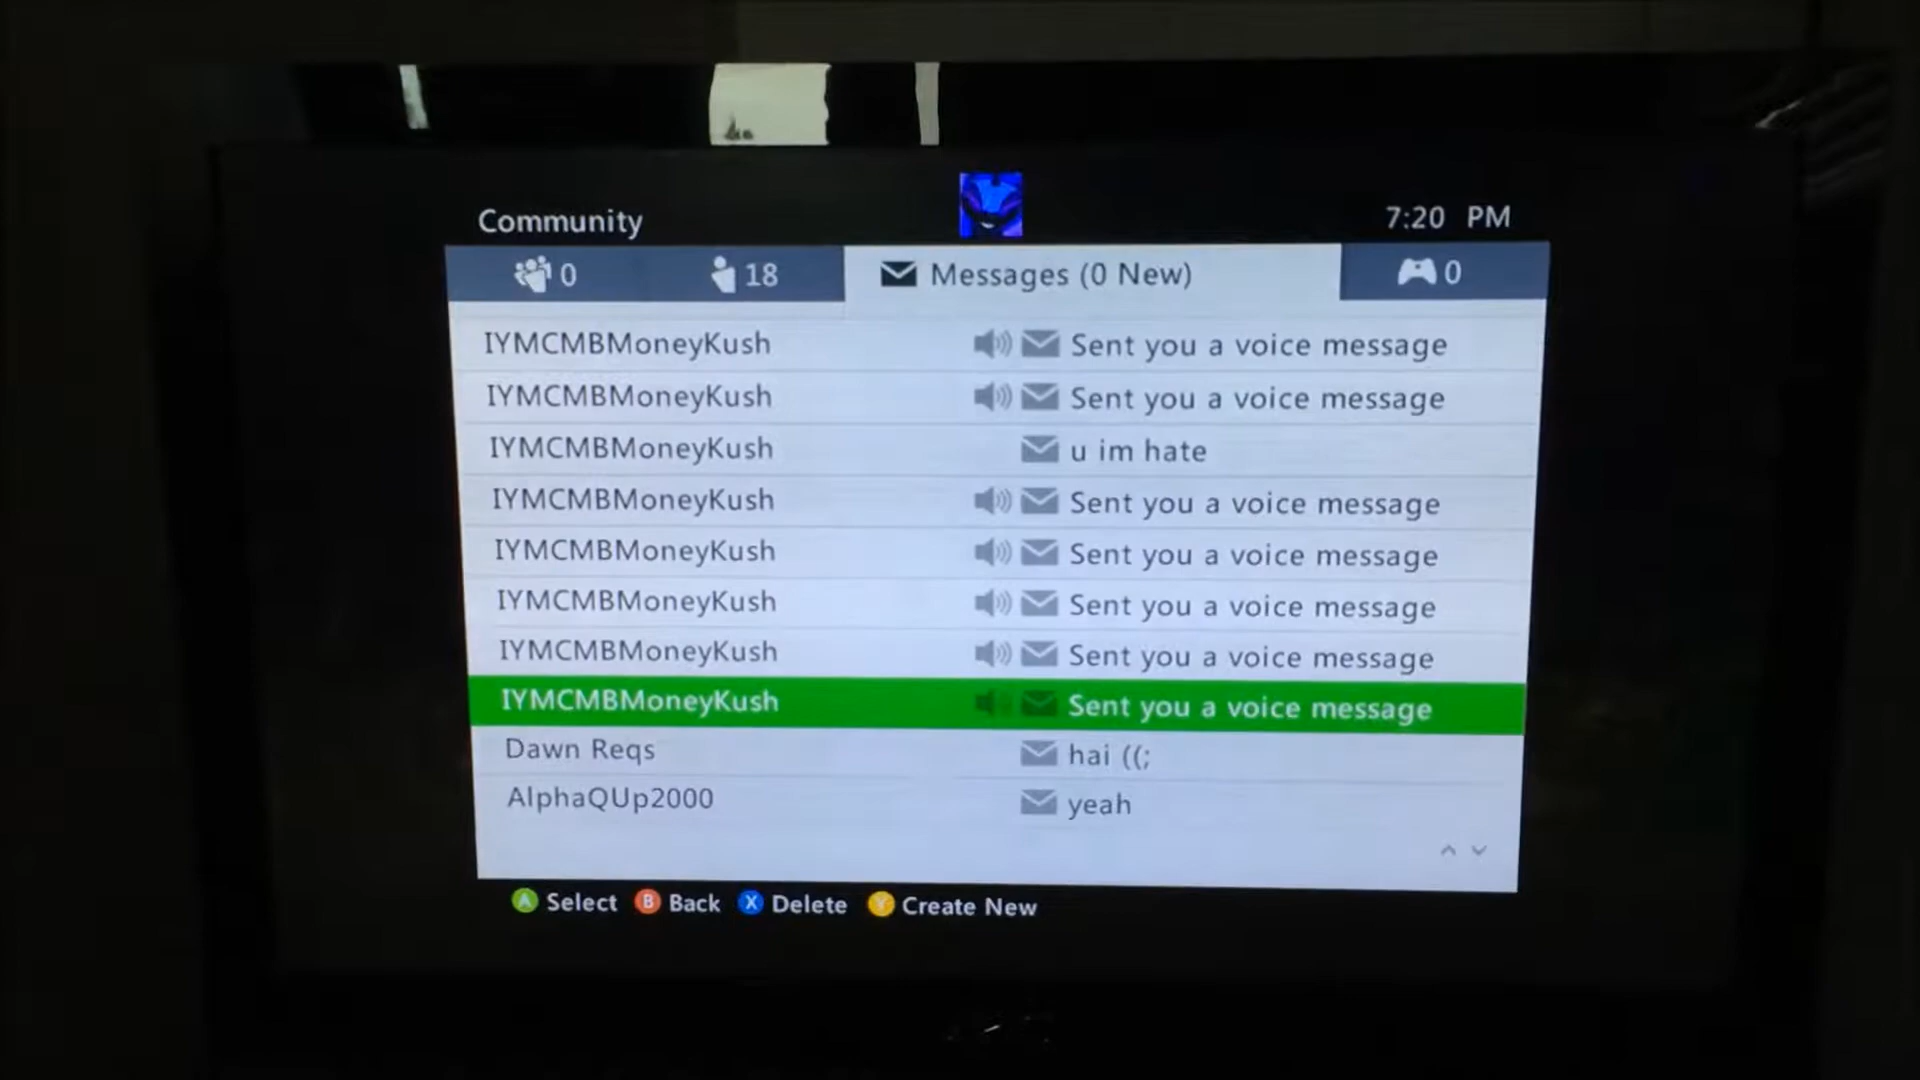 Community
7:20 PM
0 18 Messages (0 New) 0
IYMCMBMoneyKush Sent you a voice message
IYMCMBMoneyKush Sent you a voice message
IYMCMBMoneyKush u im hate
IYMCMBMoneyKush Sent you a voice message
IYMCMBMoneyKush Sent you a voice message
IYMCMBMoneyKush Sent you a voice message
IYMCMBMoneyKush Sent you a voice message
IYMCMBMoneyKush Sent you a voice message
Dawn Reqs hai ((;
AlphaQUp2000 yeah
A Select B Back X Delete Y Create New